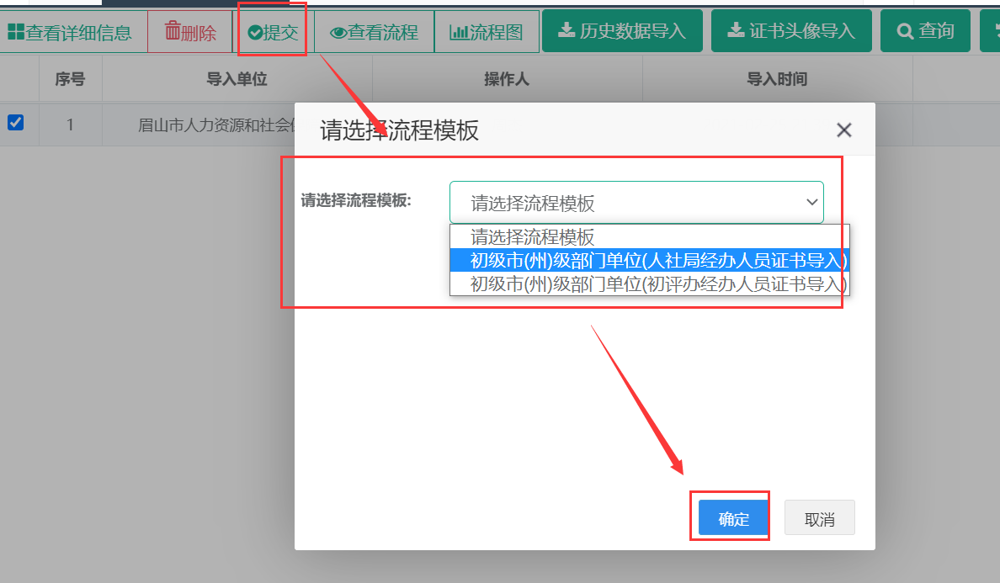 查看详细信息 删除 提交 查看流程 流程图 历史数据导入 证书头像导入 查询
序号 导入单位 操作人 导入时间
1 眉山市人力资源和社会
请选择流程模板
请选择流程模板: 请选择流程模板
请选择流程模板
初级市(州)级部门单位(人社局经办人员证书导入)
初级市(州)级部门单位(初评办经办人员证书导入)
确定 取消